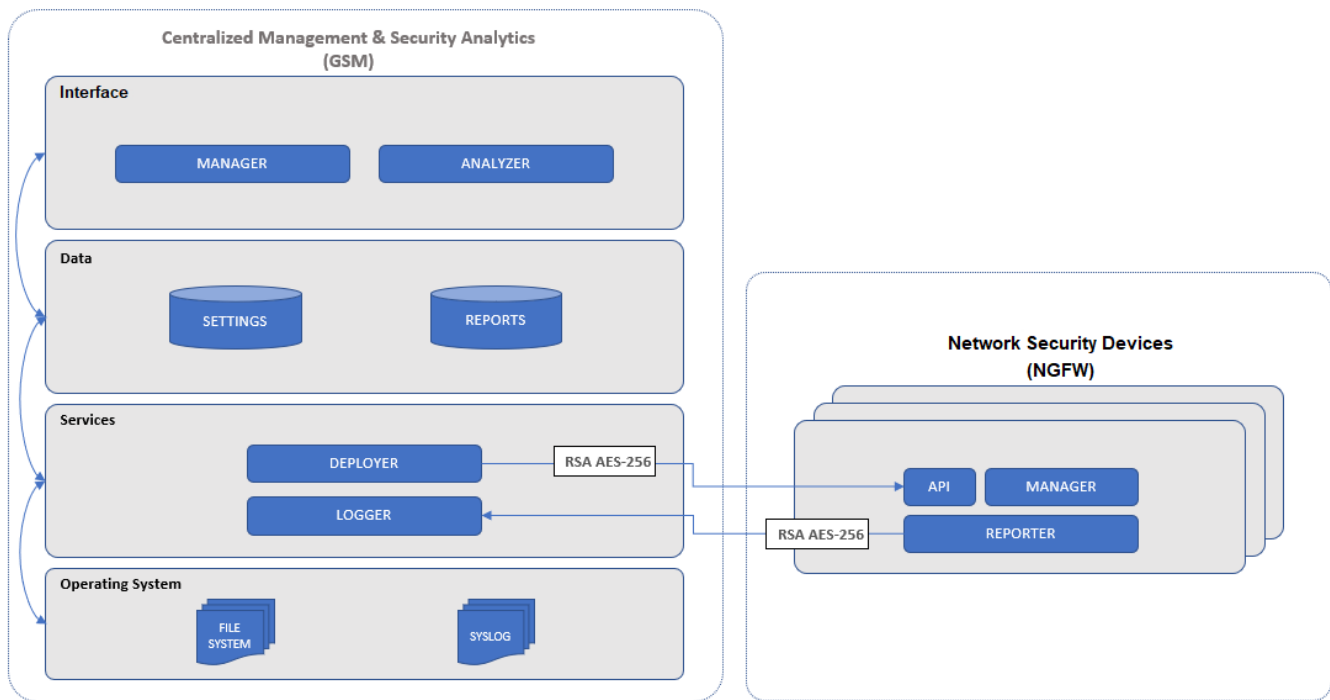 Centralized Management & Security Analytics
(GSM)
Interface
MANAGER
ANALYZER
Data
SETTINGS
REPORTS
Services
DEPLOYER
RSA AES-256
LOGGER
Operating System
FILE
SYSTEM
SYSLOG
Network Security Devices
(NGFW)
API
MANAGER
RSA AES-256
REPORTER